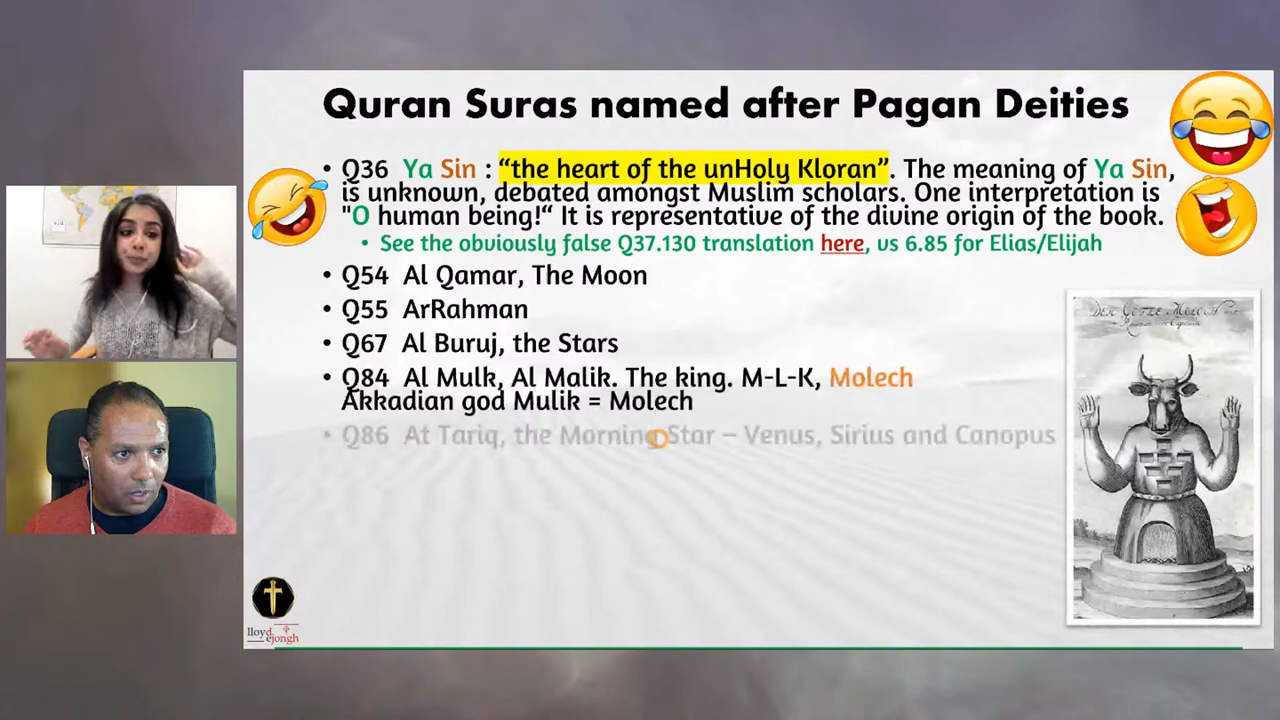 Quran Suras named after Pagan Deities
• Q36 Ya Sin : “the heart of the unHoly Kloran”. The meaning of Ya Sin,
is unknown, debated amongst Muslim scholars. One interpretation is
"O human being!“ It is representative of the divine origin of the book.
• See the obviously false Q37.130 translation here, vs 6.85 for Elias/Elijah
• Q54 Al Qamar, The Moon
• Q55 ArRahman
• Q67 Al Buruj, the Stars
• Q84 Al Mulk, Al Malik. The king. M-L-K, Molech
Akkadian god Mulik = Molech
• Q86 At Tariq, the Morning Star – Venus, Sirius and Canopus
Der Götze Moloch
lloyd
ejongh